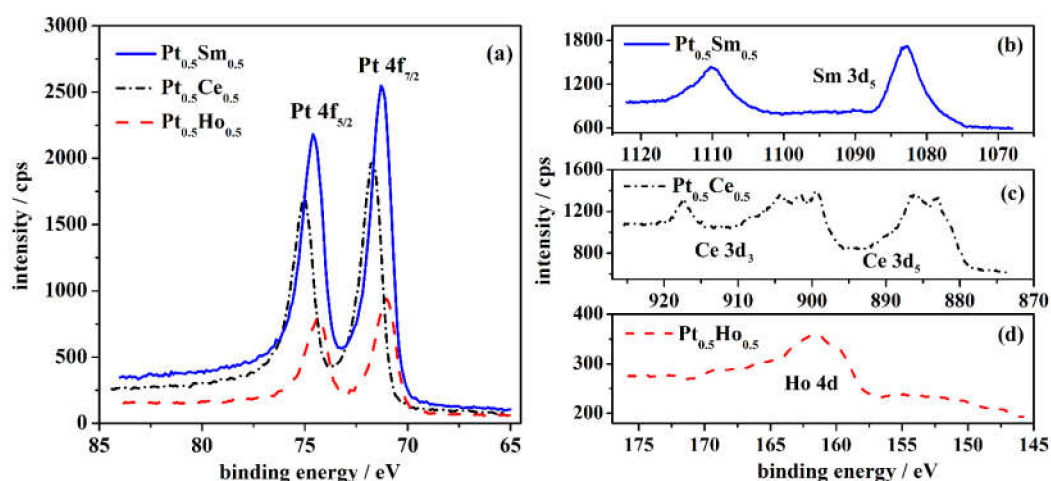 3000
2500
2000
1500
1000
500
0
intensity / cps
Pt0.5Sm0.5
Pt0.5Ce0.5
Pt0.5Ho0.5
(a)
Pt 4f7/2
Pt 4f5/2
85 80 75 70 65
binding energy / eV
1800
1200
600
Pt0.5Sm0.5
(b)
Sm 3d5
1120 1110 1100 1090 1080 1070
intensity / cps
1800
1400
1000
600
Pt0.5Ce0.5
(c)
Ce 3d3
Ce 3d5
920 910 900 890 880 870
400
300
200
Pt0.5Ho0.5
(d)
Ho 4d
175 170 165 160 155 150 145
binding energy / eV